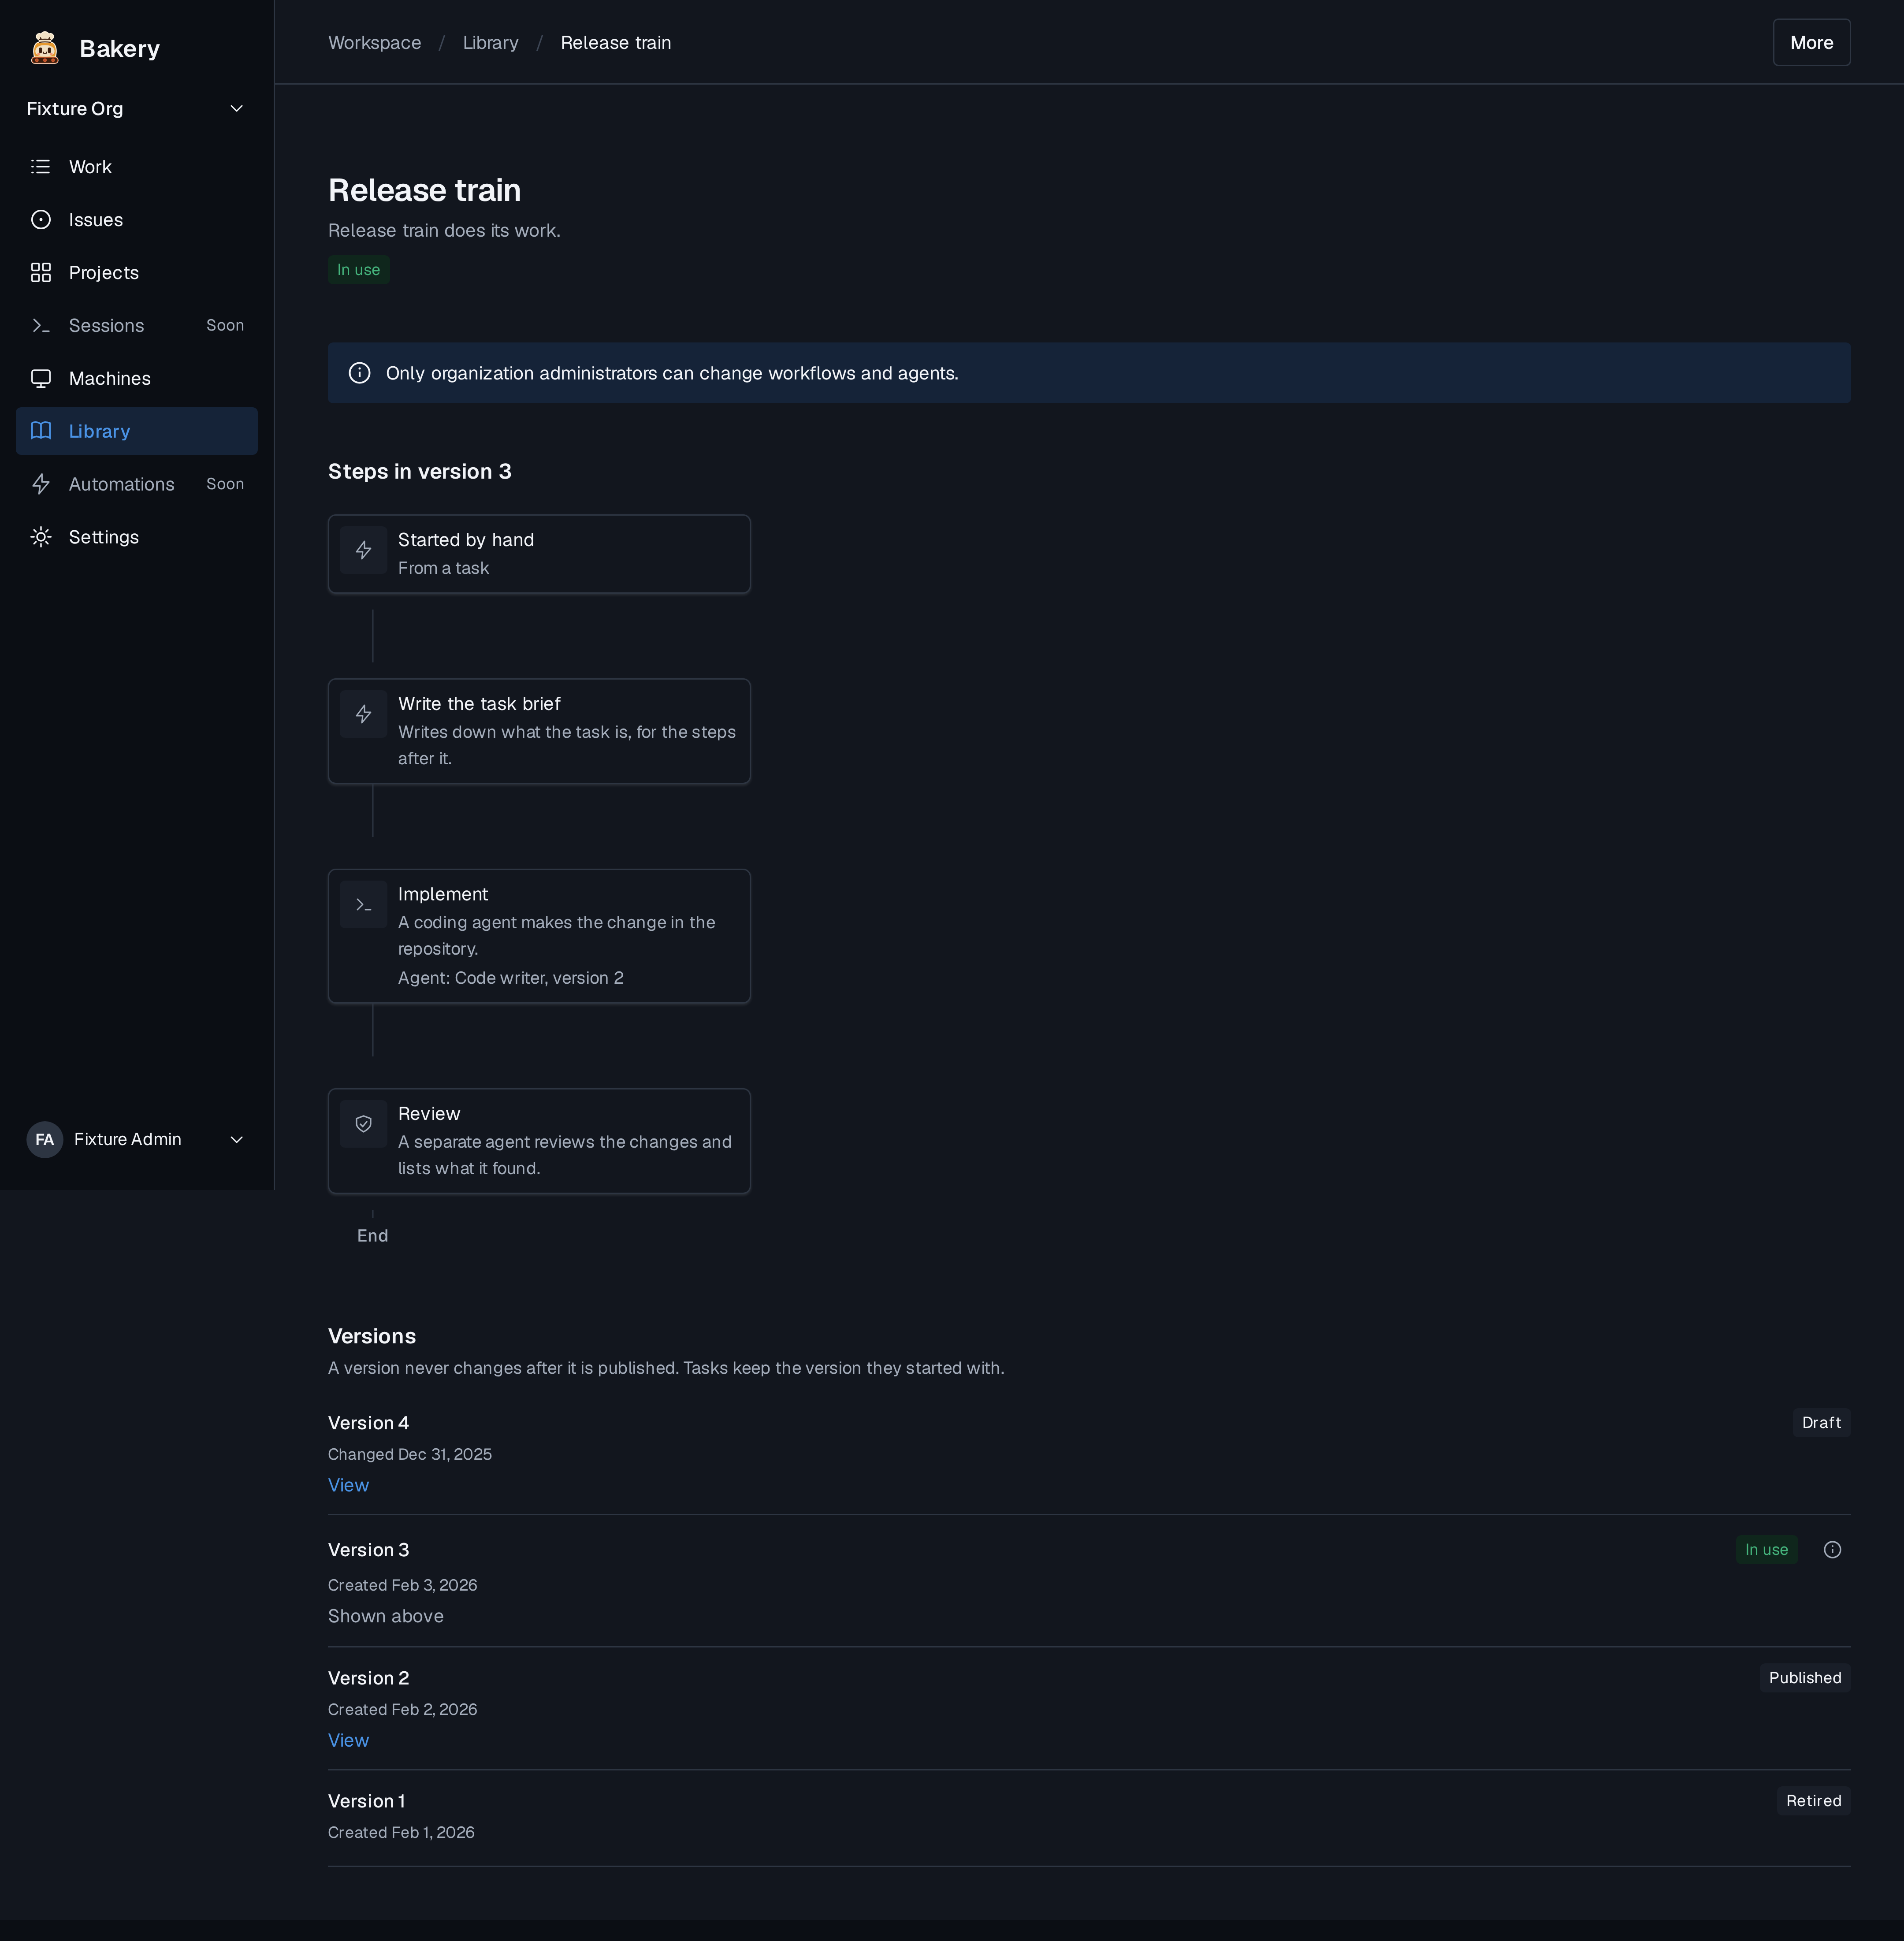 Bakery
Fixture Org
Work
Issues
Projects
Sessions Soon
Machines
Library
Automations Soon
Settings
FA Fixture Admin
Workspace / Library / Release train
More
Release train
Release train does its work.
In use
Only organization administrators can change workflows and agents.
Steps in version 3
Started by hand
From a task
Write the task brief
Writes down what the task is, for the steps
after it.
Implement
A coding agent makes the change in the
repository.
Agent: Code writer, version 2
Review
A separate agent reviews the changes and
lists what it found.
End
Versions
A version never changes after it is published. Tasks keep the version they started with.
Version 4 Draft
Changed Dec 31, 2025
View
Version 3 In use
Created Feb 3, 2026
Shown above
Version 2 Published
Created Feb 2, 2026
View
Version 1 Retired
Created Feb 1, 2026